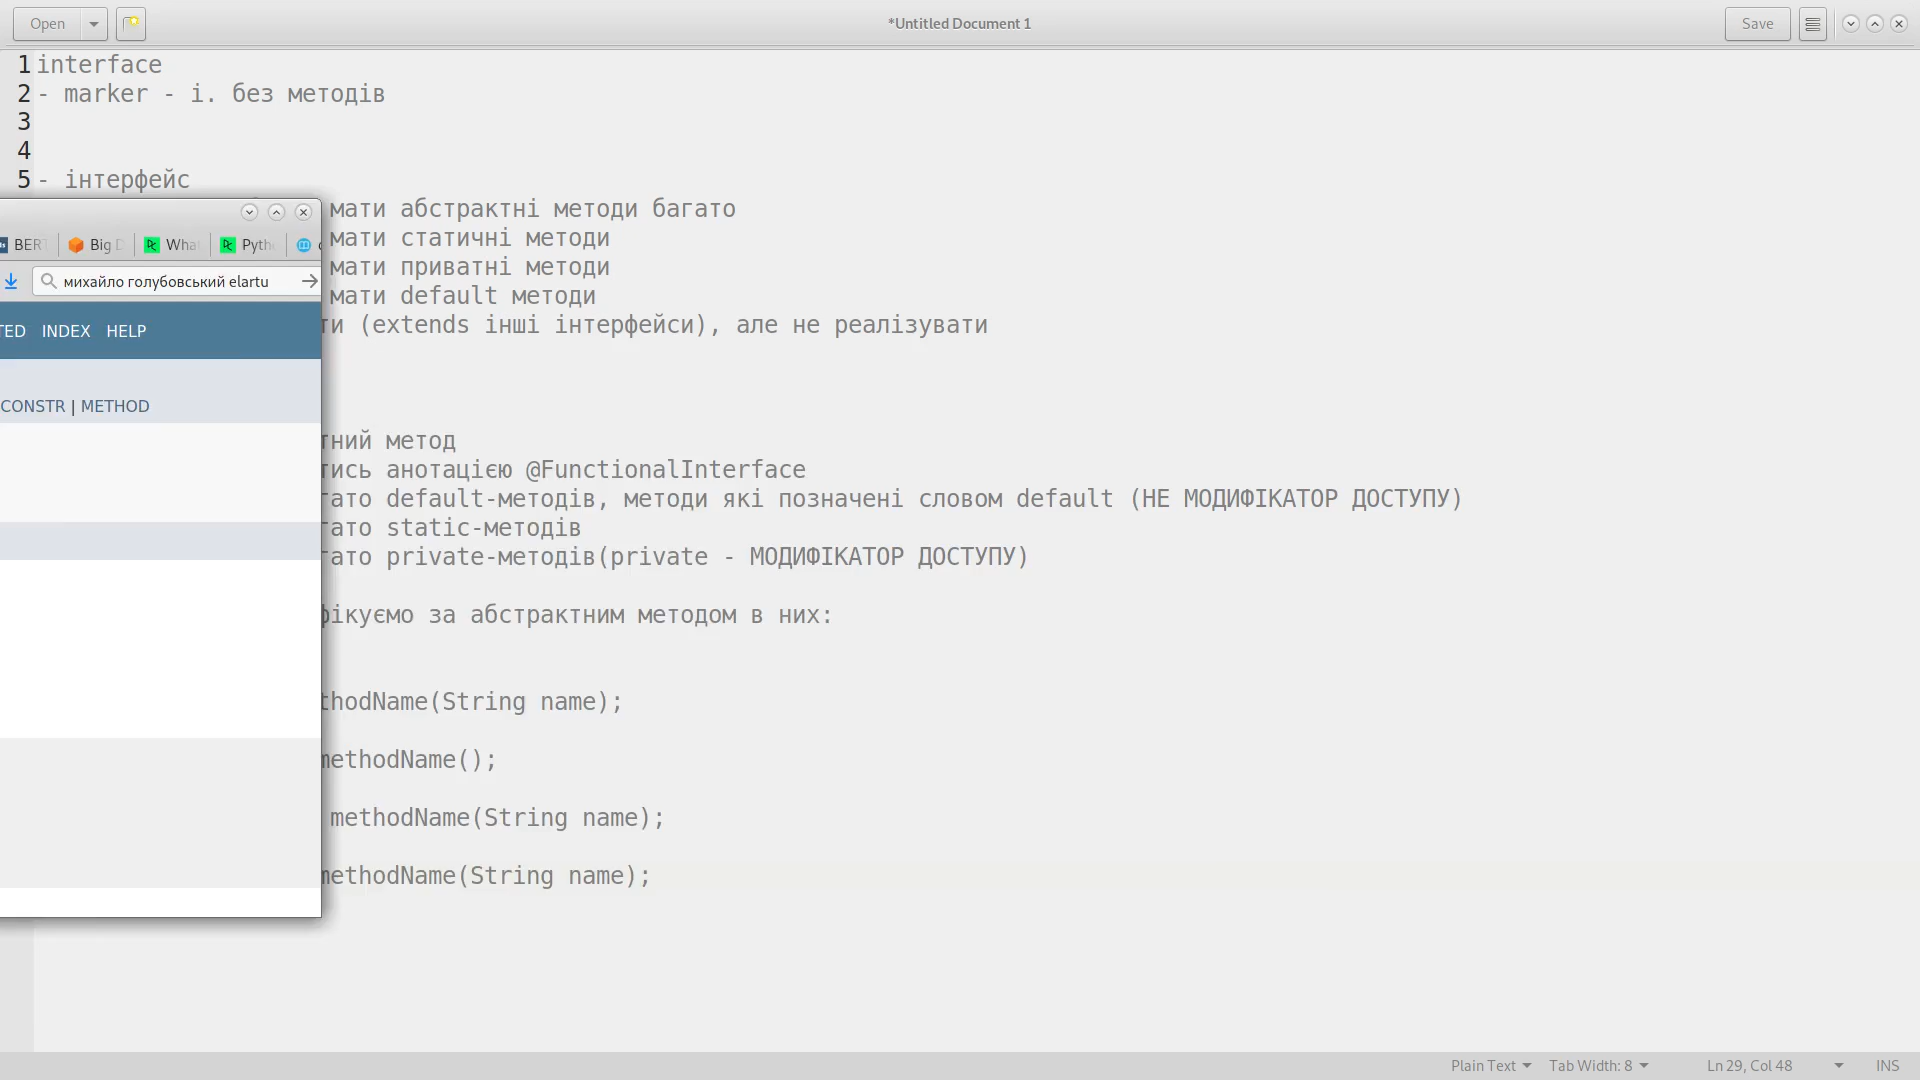 Open
*Untitled Document 1
Save
1 interface
2 - marker - і. без методів
3
4
5 - інтерфейс
мати абстрактні методи багато
мати статичні методи
мати приватні методи
мати default методи
ти (extends інші інтерфейси), але не реалізувати
тний метод
тись анотацією @FunctionalInterface
гато default-методів, методи які позначені словом default (НЕ МОДИФІКАТОР ДОСТУПУ)
гато static-методів
гато private-методів(private - МОДИФІКАТОР ДОСТУПУ)
фікуємо за абстрактним методом в них:
thodName(String name);
methodName();
methodName(String name);
methodName(String name);
BERT
Big D
Wha
Pyth
михайло голубовський elartu
TED INDEX HELP
CONSTR | METHOD
Plain Text
Tab Width: 8
Ln 29, Col 48
INS